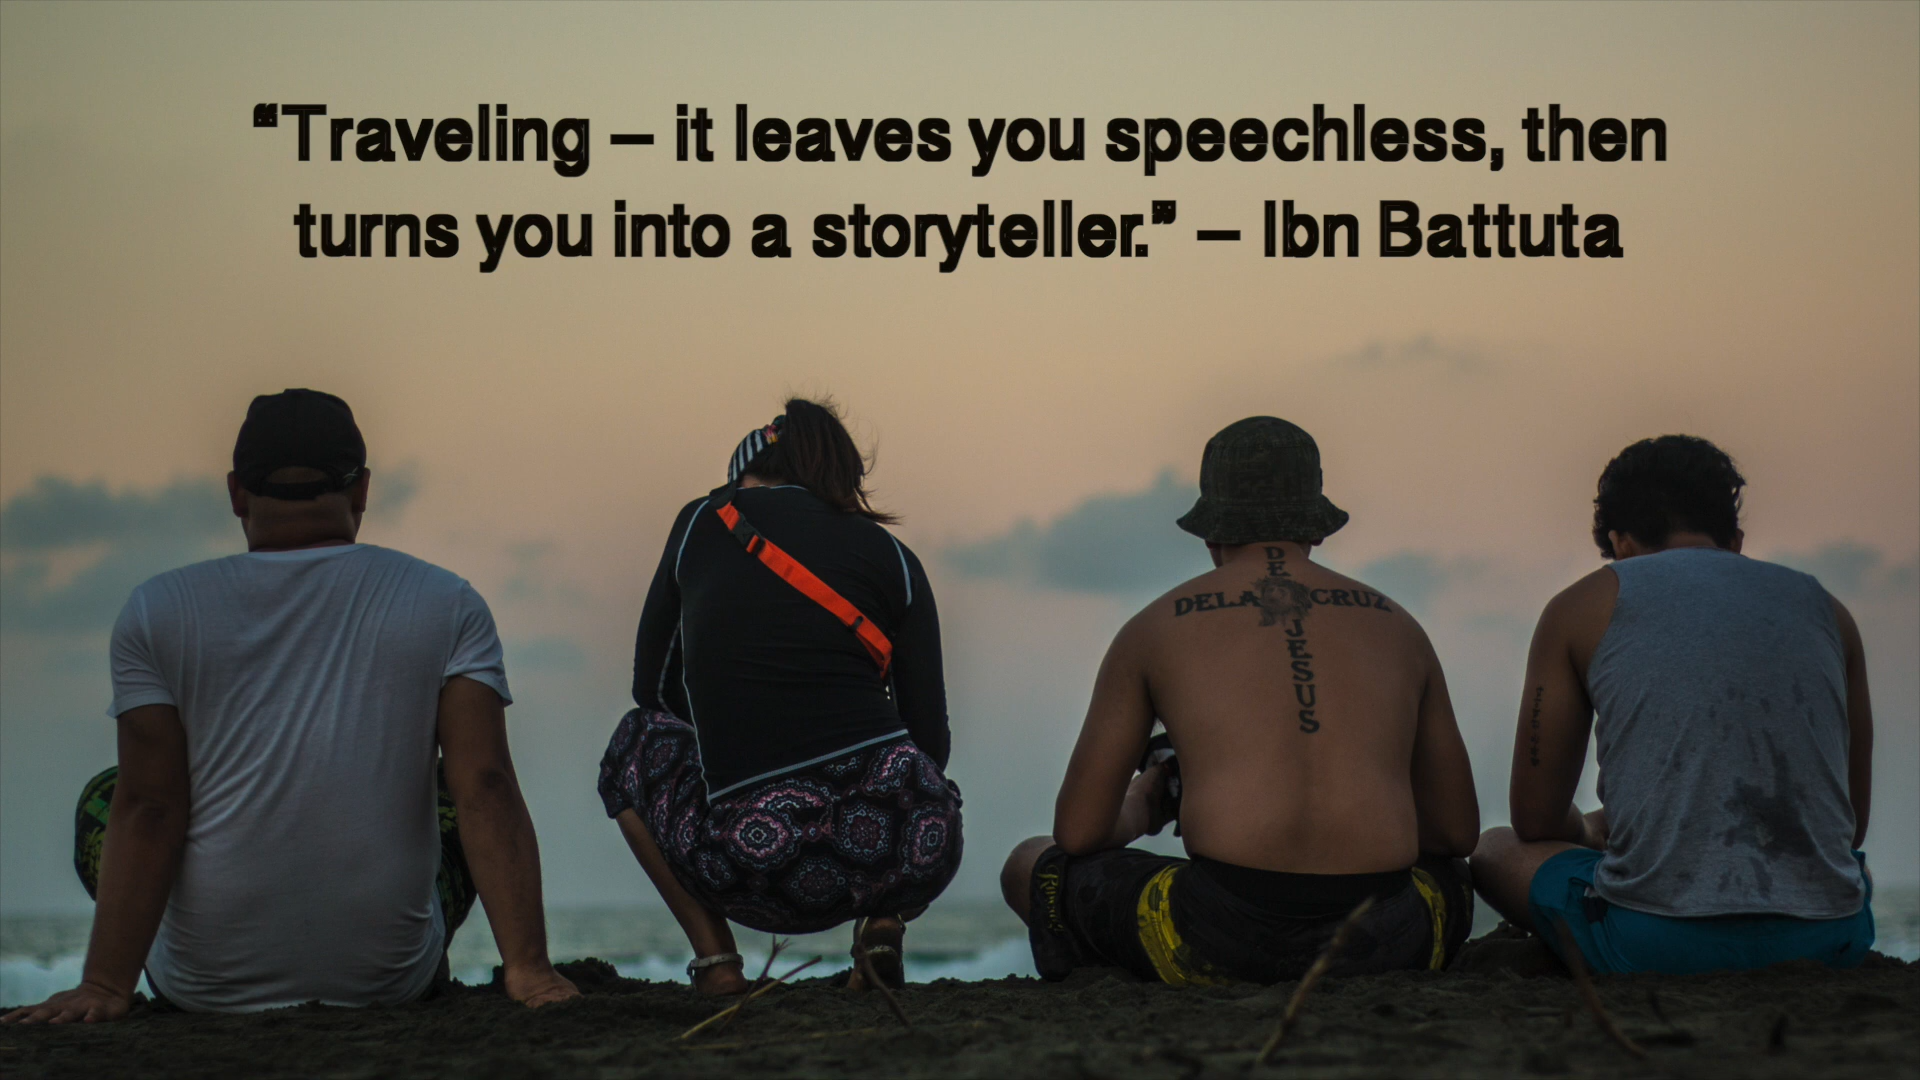 “Traveling – it leaves you speechless, then
turns you into a storyteller.” – Ibn Battuta
DE
DELA CRUZ
JESUS